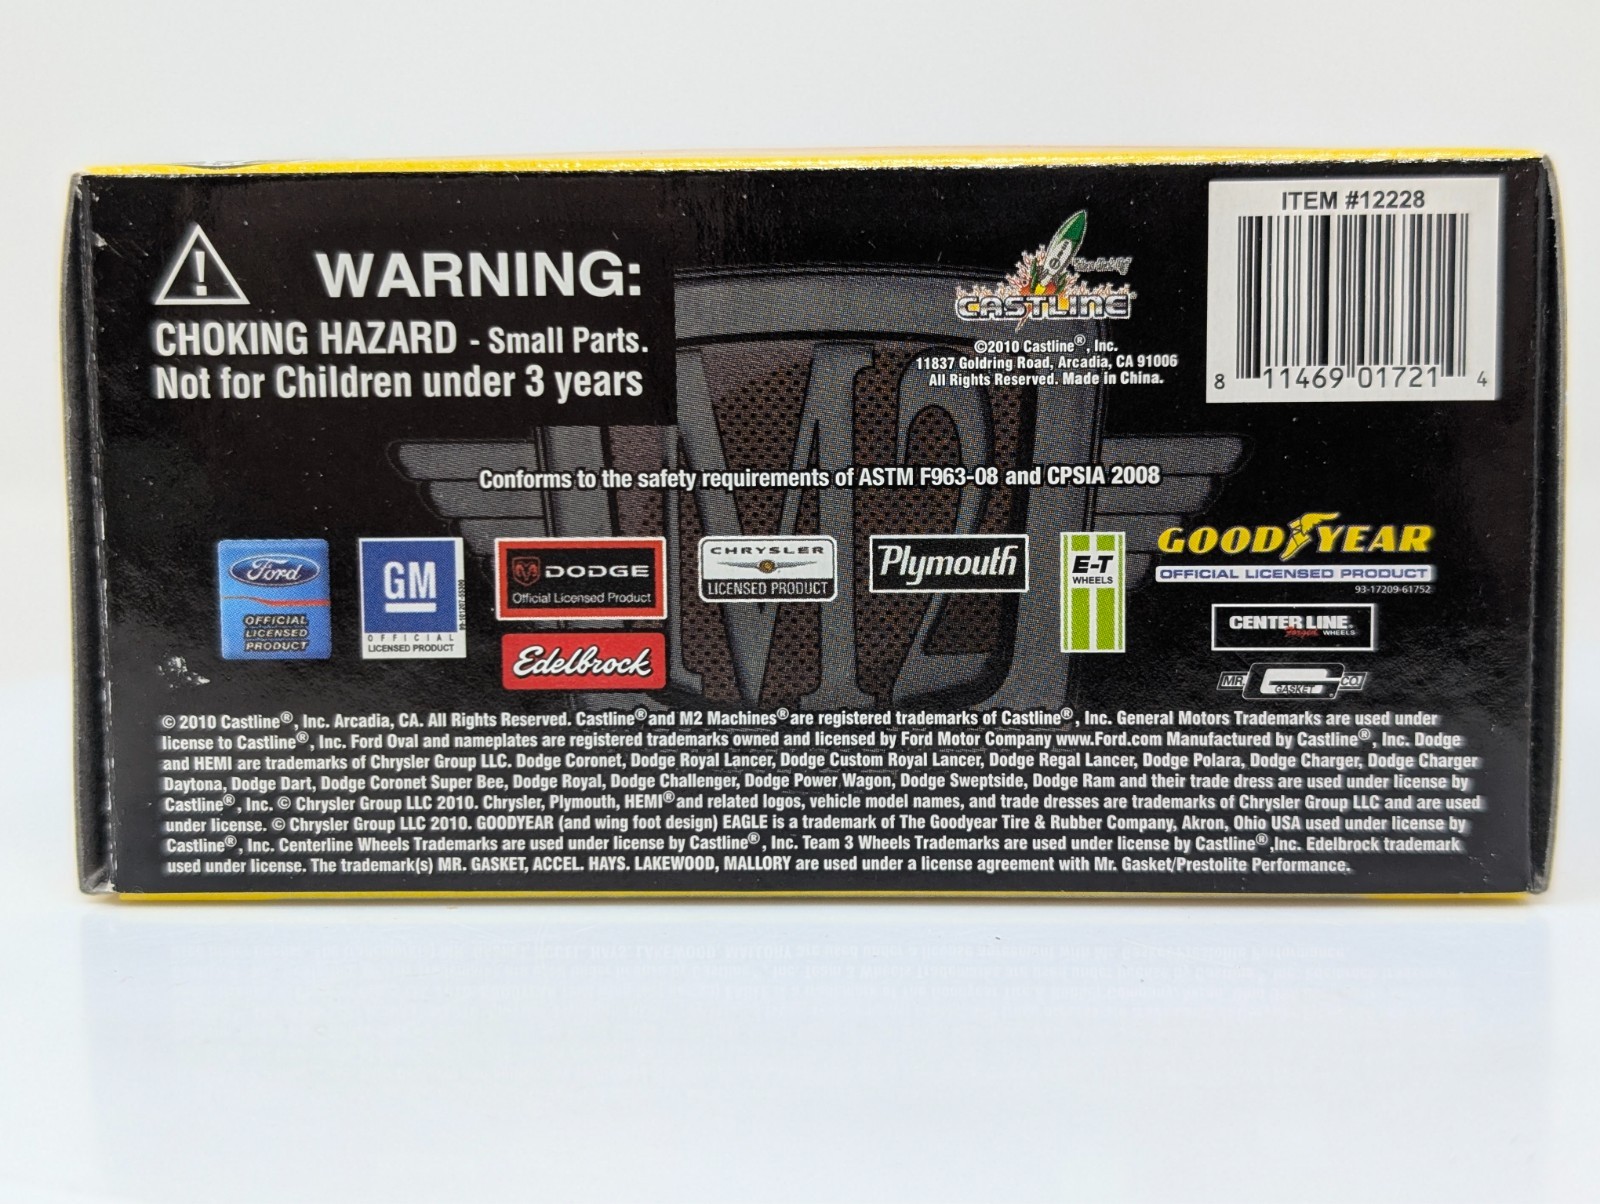 WARNING:
CHOKING HAZARD - Small Parts.
Not for Children under 3 years
CASTLINE
©2010 Castline®, Inc.
11837 Goldring Road, Arcadia, CA 91006
All Rights Reserved. Made in China.
ITEM #12228
8 11469 01721 4
M2
Conforms to the safety requirements of ASTM F963-08 and CPSIA 2008
Ford
OFFICIAL
LICENSED
PRODUCT
GM
OFFICIAL
LICENSED PRODUCT
DODGE
Official Licensed Product
Edelbrock
CHRYSLER
LICENSED PRODUCT
Plymouth
E-T
WHEELS
GOODYEAR
OFFICIAL LICENSED PRODUCT
93-17209-61752
CENTER LINE
forged WHEELS
MR. GASKET CO.
© 2010 Castline®, Inc. Arcadia, CA. All Rights Reserved. Castline® and M2 Machines® are registered trademarks of Castline®, Inc. General Motors Trademarks are used under
license to Castline®, Inc. Ford Oval and nameplates are registered trademarks owned and licensed by Ford Motor Company www.Ford.com Manufactured by Castline®, Inc. Dodge
and HEMI are trademarks of Chrysler Group LLC. Dodge Coronet, Dodge Royal Lancer, Dodge Custom Royal Lancer, Dodge Regal Lancer, Dodge Polara, Dodge Charger, Dodge Charger
Daytona, Dodge Dart, Dodge Coronet Super Bee, Dodge Royal, Dodge Challenger, Dodge Power Wagon, Dodge Sweptside, Dodge Ram and their trade dress are used under license by
Castline®, Inc. © Chrysler Group LLC 2010. Chrysler, Plymouth, HEMI® and related logos, vehicle model names, and trade dresses are trademarks of Chrysler Group LLC and are used
under license. © Chrysler Group LLC 2010. GOODYEAR (and wing foot design) EAGLE is a trademark of The Goodyear Tire & Rubber Company, Akron, Ohio USA used under license by
Castline®, Inc. Centerline Wheels Trademarks are used under license by Castline®, Inc. Team 3 Wheels Trademarks are used under license by Castline®,Inc. Edelbrock trademark
used under license. The trademark(s) MR. GASKET, ACCEL. HAYS. LAKEWOOD, MALLORY are used under a license agreement with Mr. Gasket/Prestolite Performance.